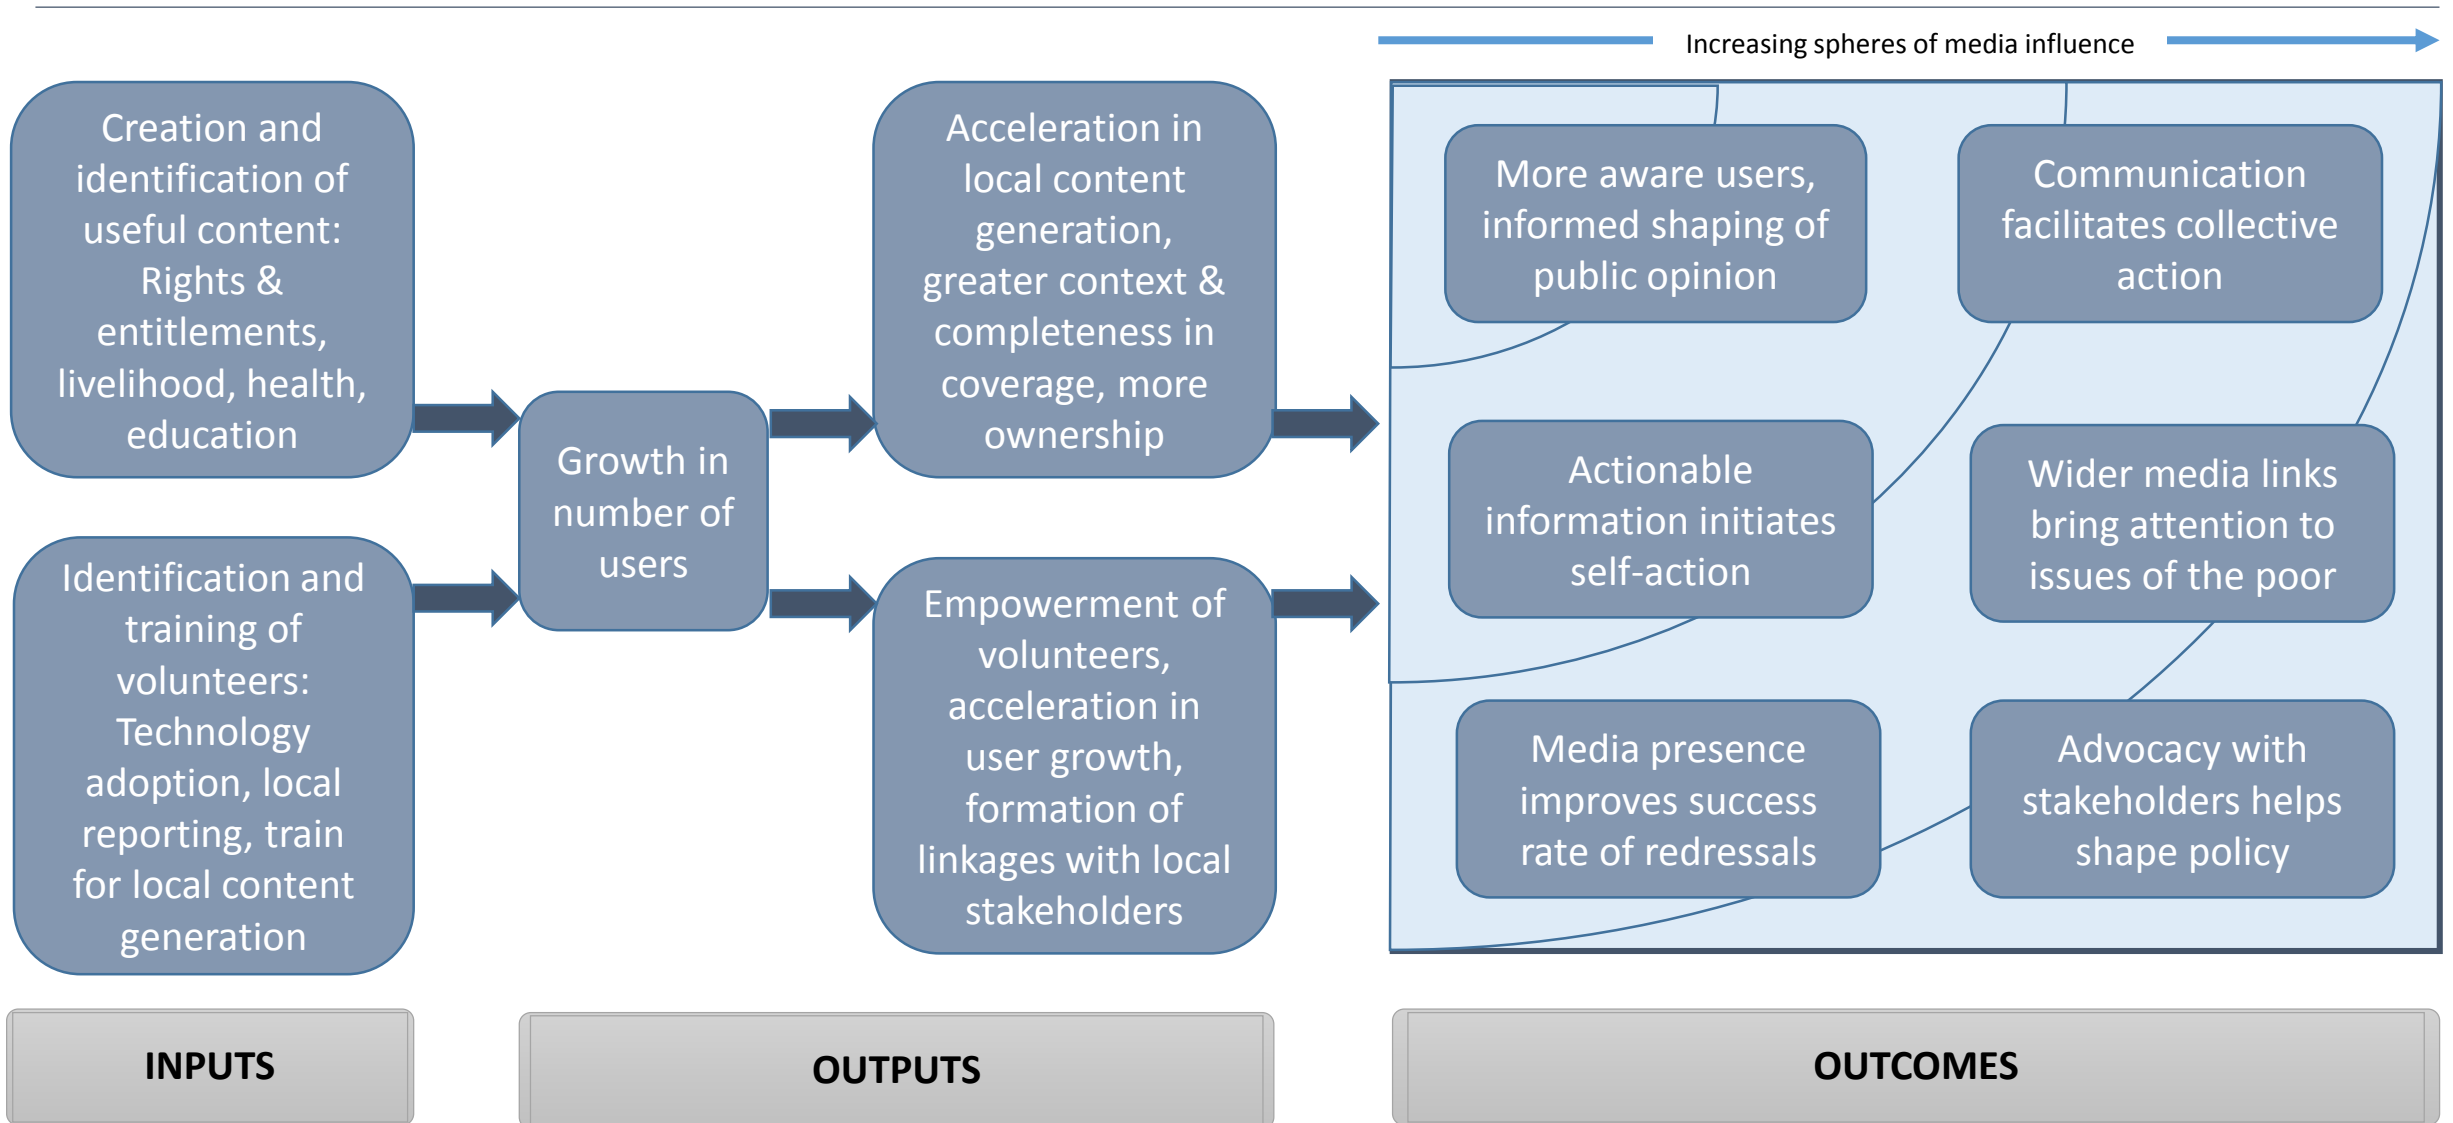 Increasing spheres of media influence
Creation and
identification of
useful content:
Rights &
entitlements,
livelihood, health,
education
Identification and
training of
volunteers:
Technology
adoption, local
reporting, train
for local content
generation
Growth in
number of
users
Acceleration in
local content
generation,
greater context &
completeness in
coverage, more
ownership
Empowerment of
volunteers,
acceleration in
user growth,
formation of
linkages with local
stakeholders
More aware users,
informed shaping of
public opinion
Communication
facilitates collective
action
Actionable
information initiates
self-action
Wider media links
bring attention to
issues of the poor
Media presence
improves success
rate of redressals
Advocacy with
stakeholders helps
shape policy
INPUTS
OUTPUTS
OUTCOMES